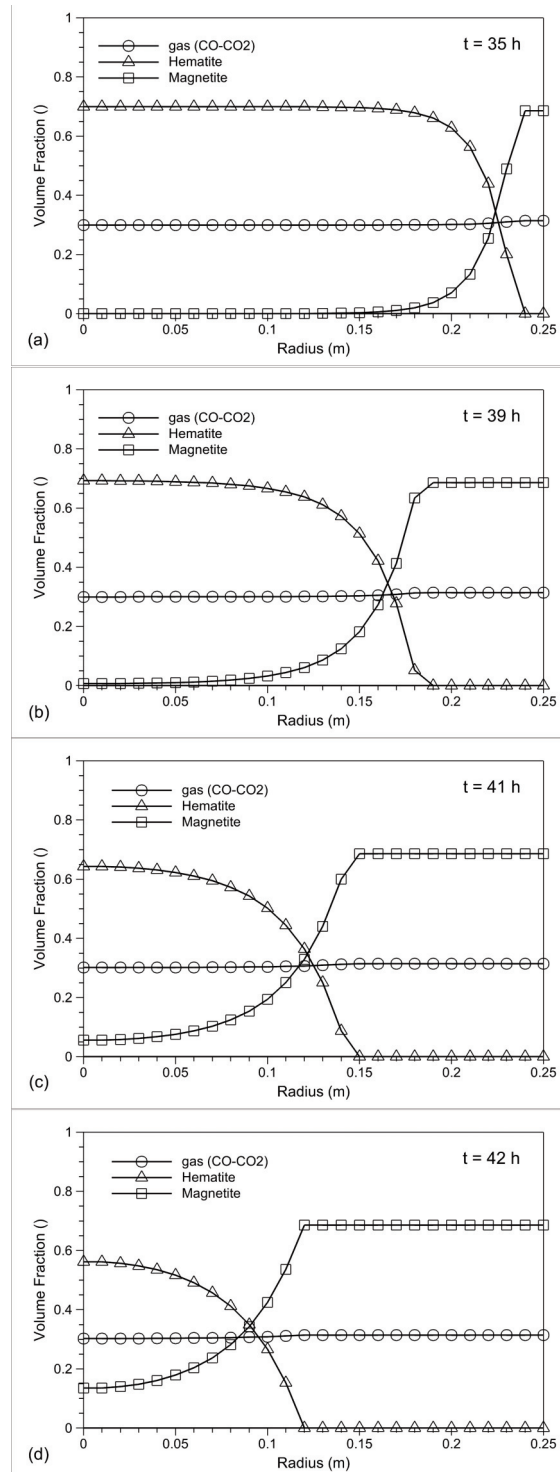 gas (CO-CO2)
Hematite
Magnetite
t = 35 h
1
0.8
0.6
0.4
0.2
0
Volume Fraction ()
0 0.05 0.1 0.15 0.2 0.25
Radius (m)
(a)
gas (CO-CO2)
Hematite
Magnetite
t = 39 h
1
0.8
0.6
0.4
0.2
0
Volume Fraction ()
0 0.05 0.1 0.15 0.2 0.25
Radius (m)
(b)
gas (CO-CO2)
Hematite
Magnetite
t = 41 h
1
0.8
0.6
0.4
0.2
0
Volume Fraction ()
0 0.05 0.1 0.15 0.2 0.25
Radius (m)
(c)
gas (CO-CO2)
Hematite
Magnetite
t = 42 h
1
0.8
0.6
0.4
0.2
0
Volume Fraction ()
0 0.05 0.1 0.15 0.2 0.25
Radius (m)
(d)